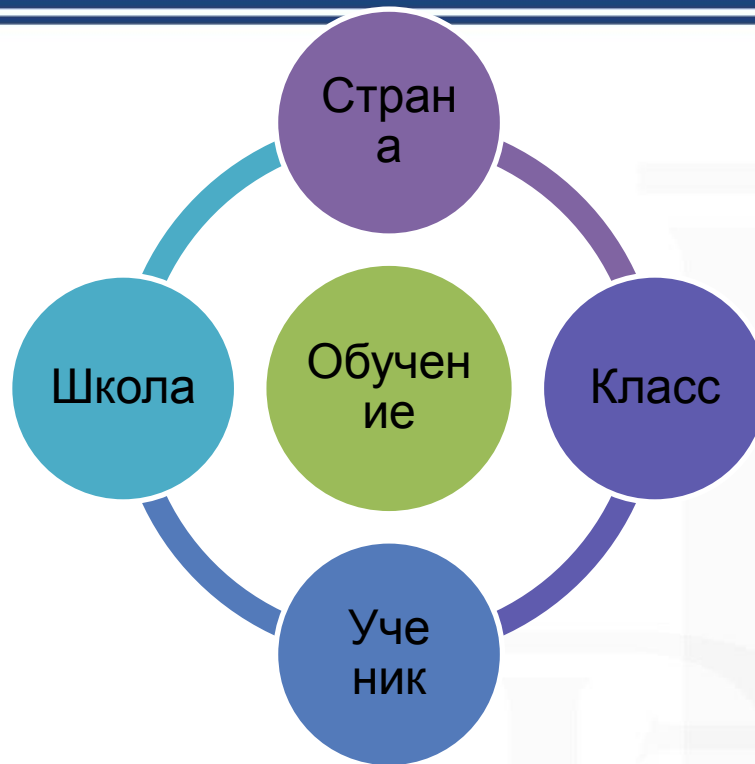 Стран
а
Школа
Обучен
ие
Класс
Уче
ник